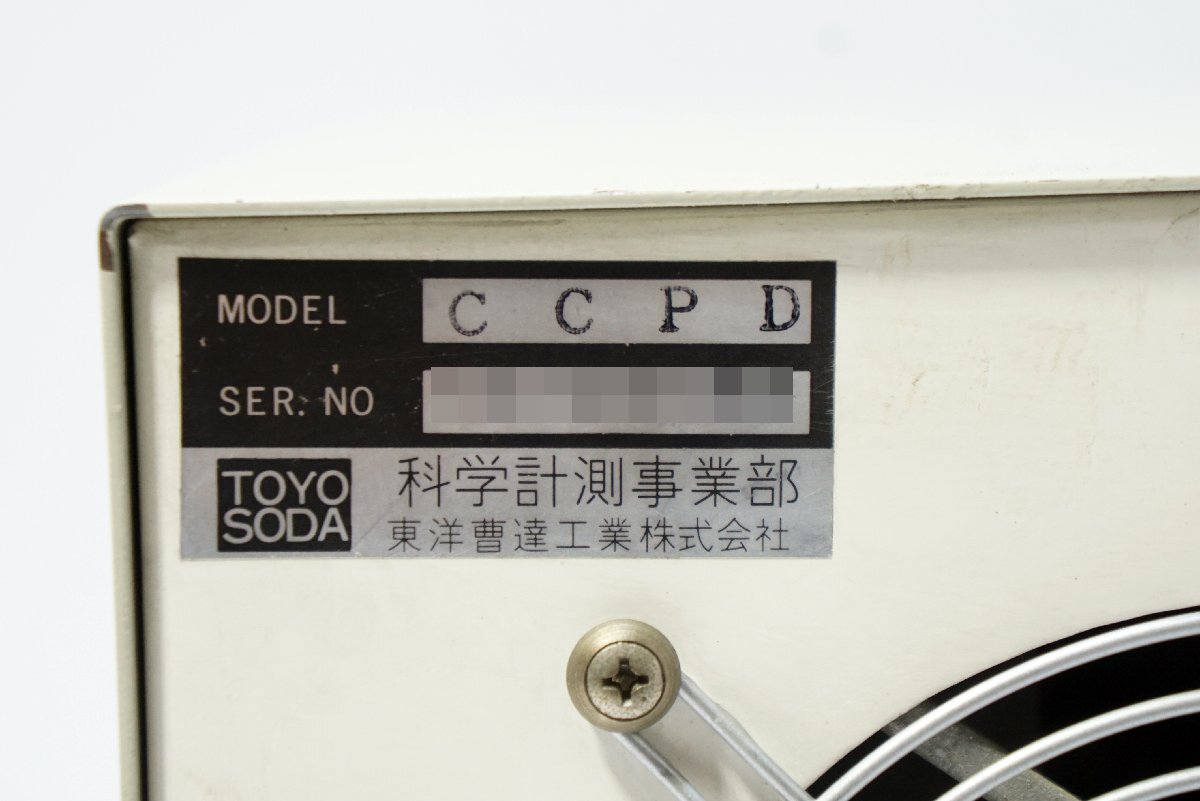 MODEL C C P D
SER. NO
TOYO
SODA
科学計測事業部
東洋曹達工業株式会社